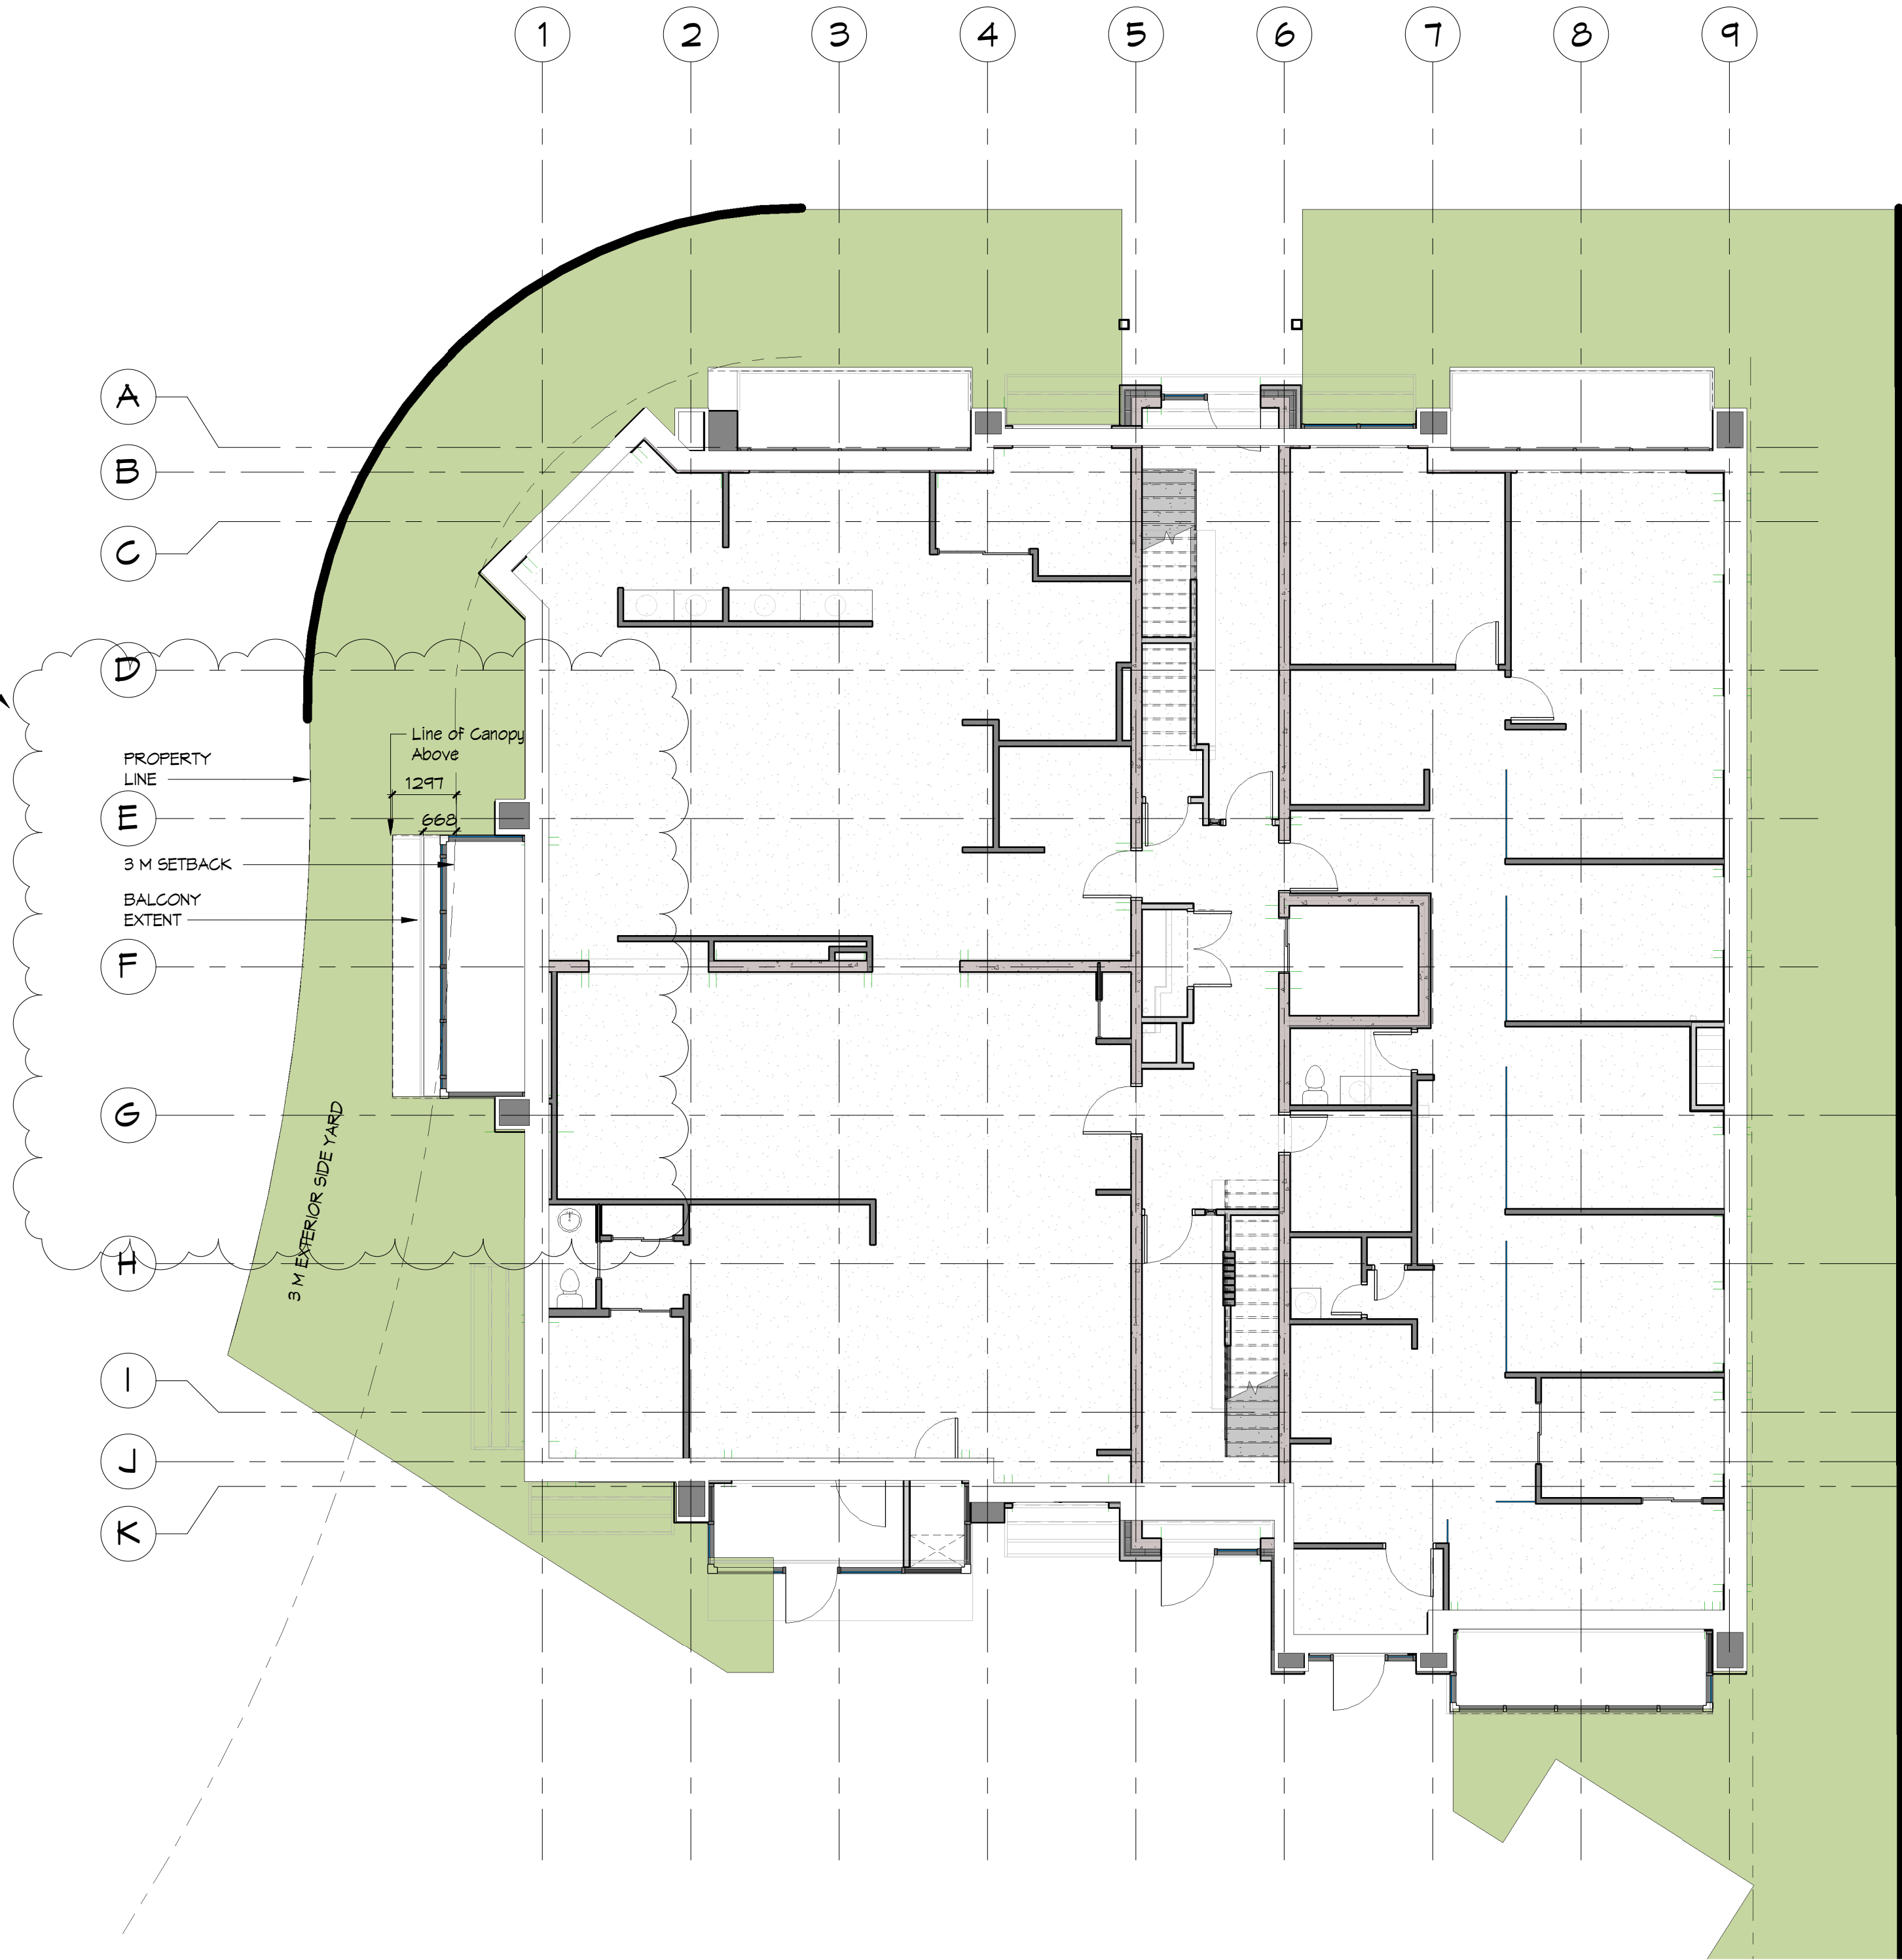 1 2 3 4 5 6 7 8 9
A
B
C
D
Line of Canopy
Above
PROPERTY
LINE
1297
E
668
3 M SETBACK
BALCONY
EXTENT
F
G
3 M EXTERIOR SIDE YARD
H
I
J
K